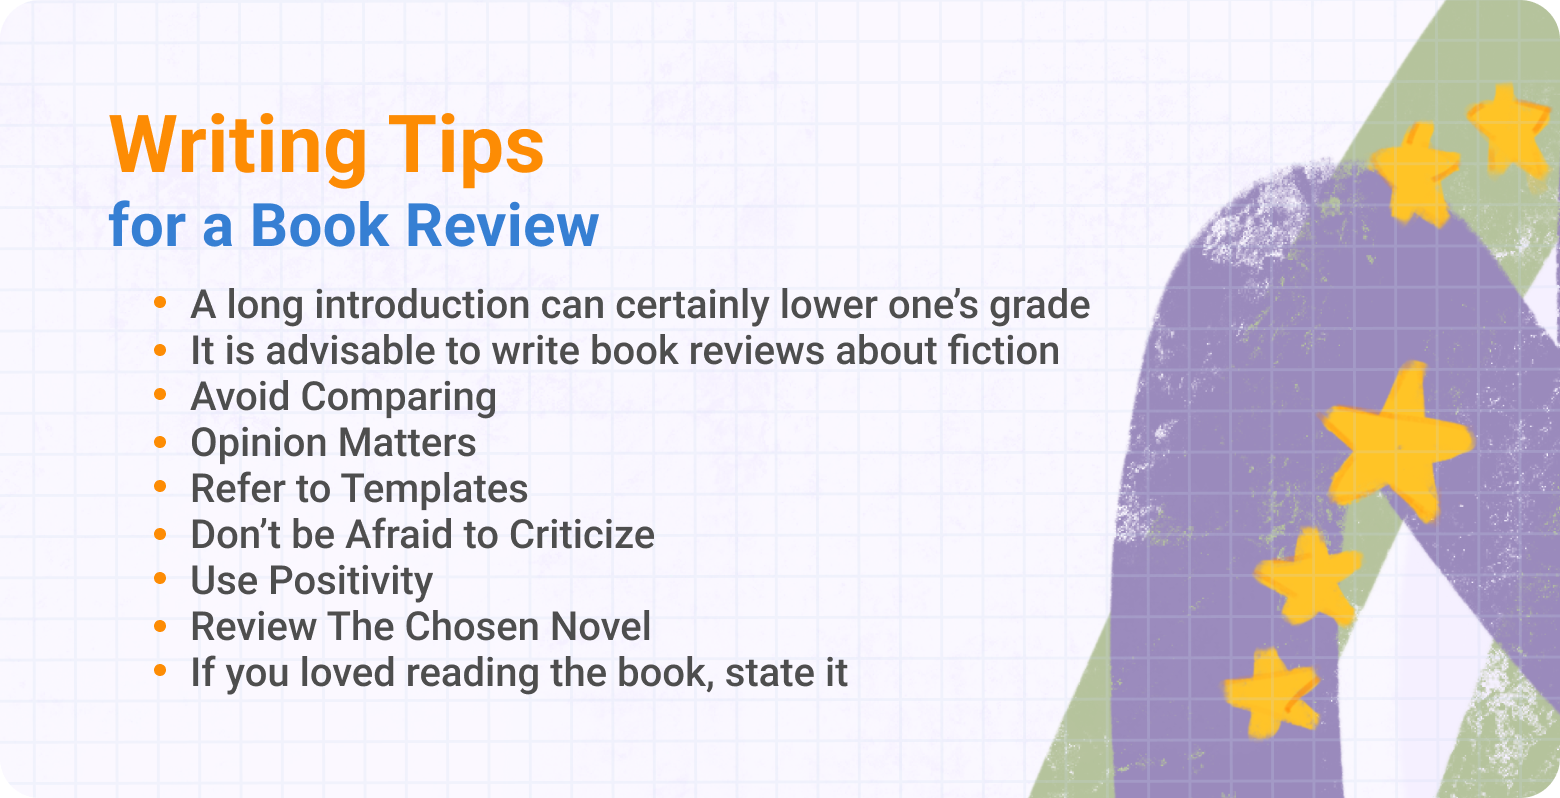 Writing Tips
for a Book Review
• A long introduction can certainly lower one’s grade
• It is advisable to write book reviews about fiction
• Avoid Comparing
• Opinion Matters
• Refer to Templates
• Don’t be Afraid to Criticize
• Use Positivity
• Review The Chosen Novel
• If you loved reading the book, state it